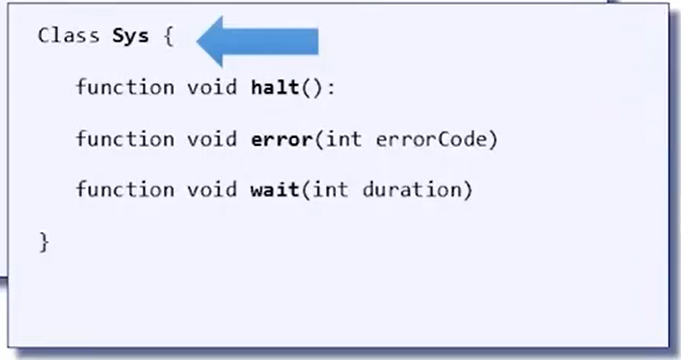 Class Sys {
function void halt():
function void error(int errorCode)
function void wait(int duration)
}